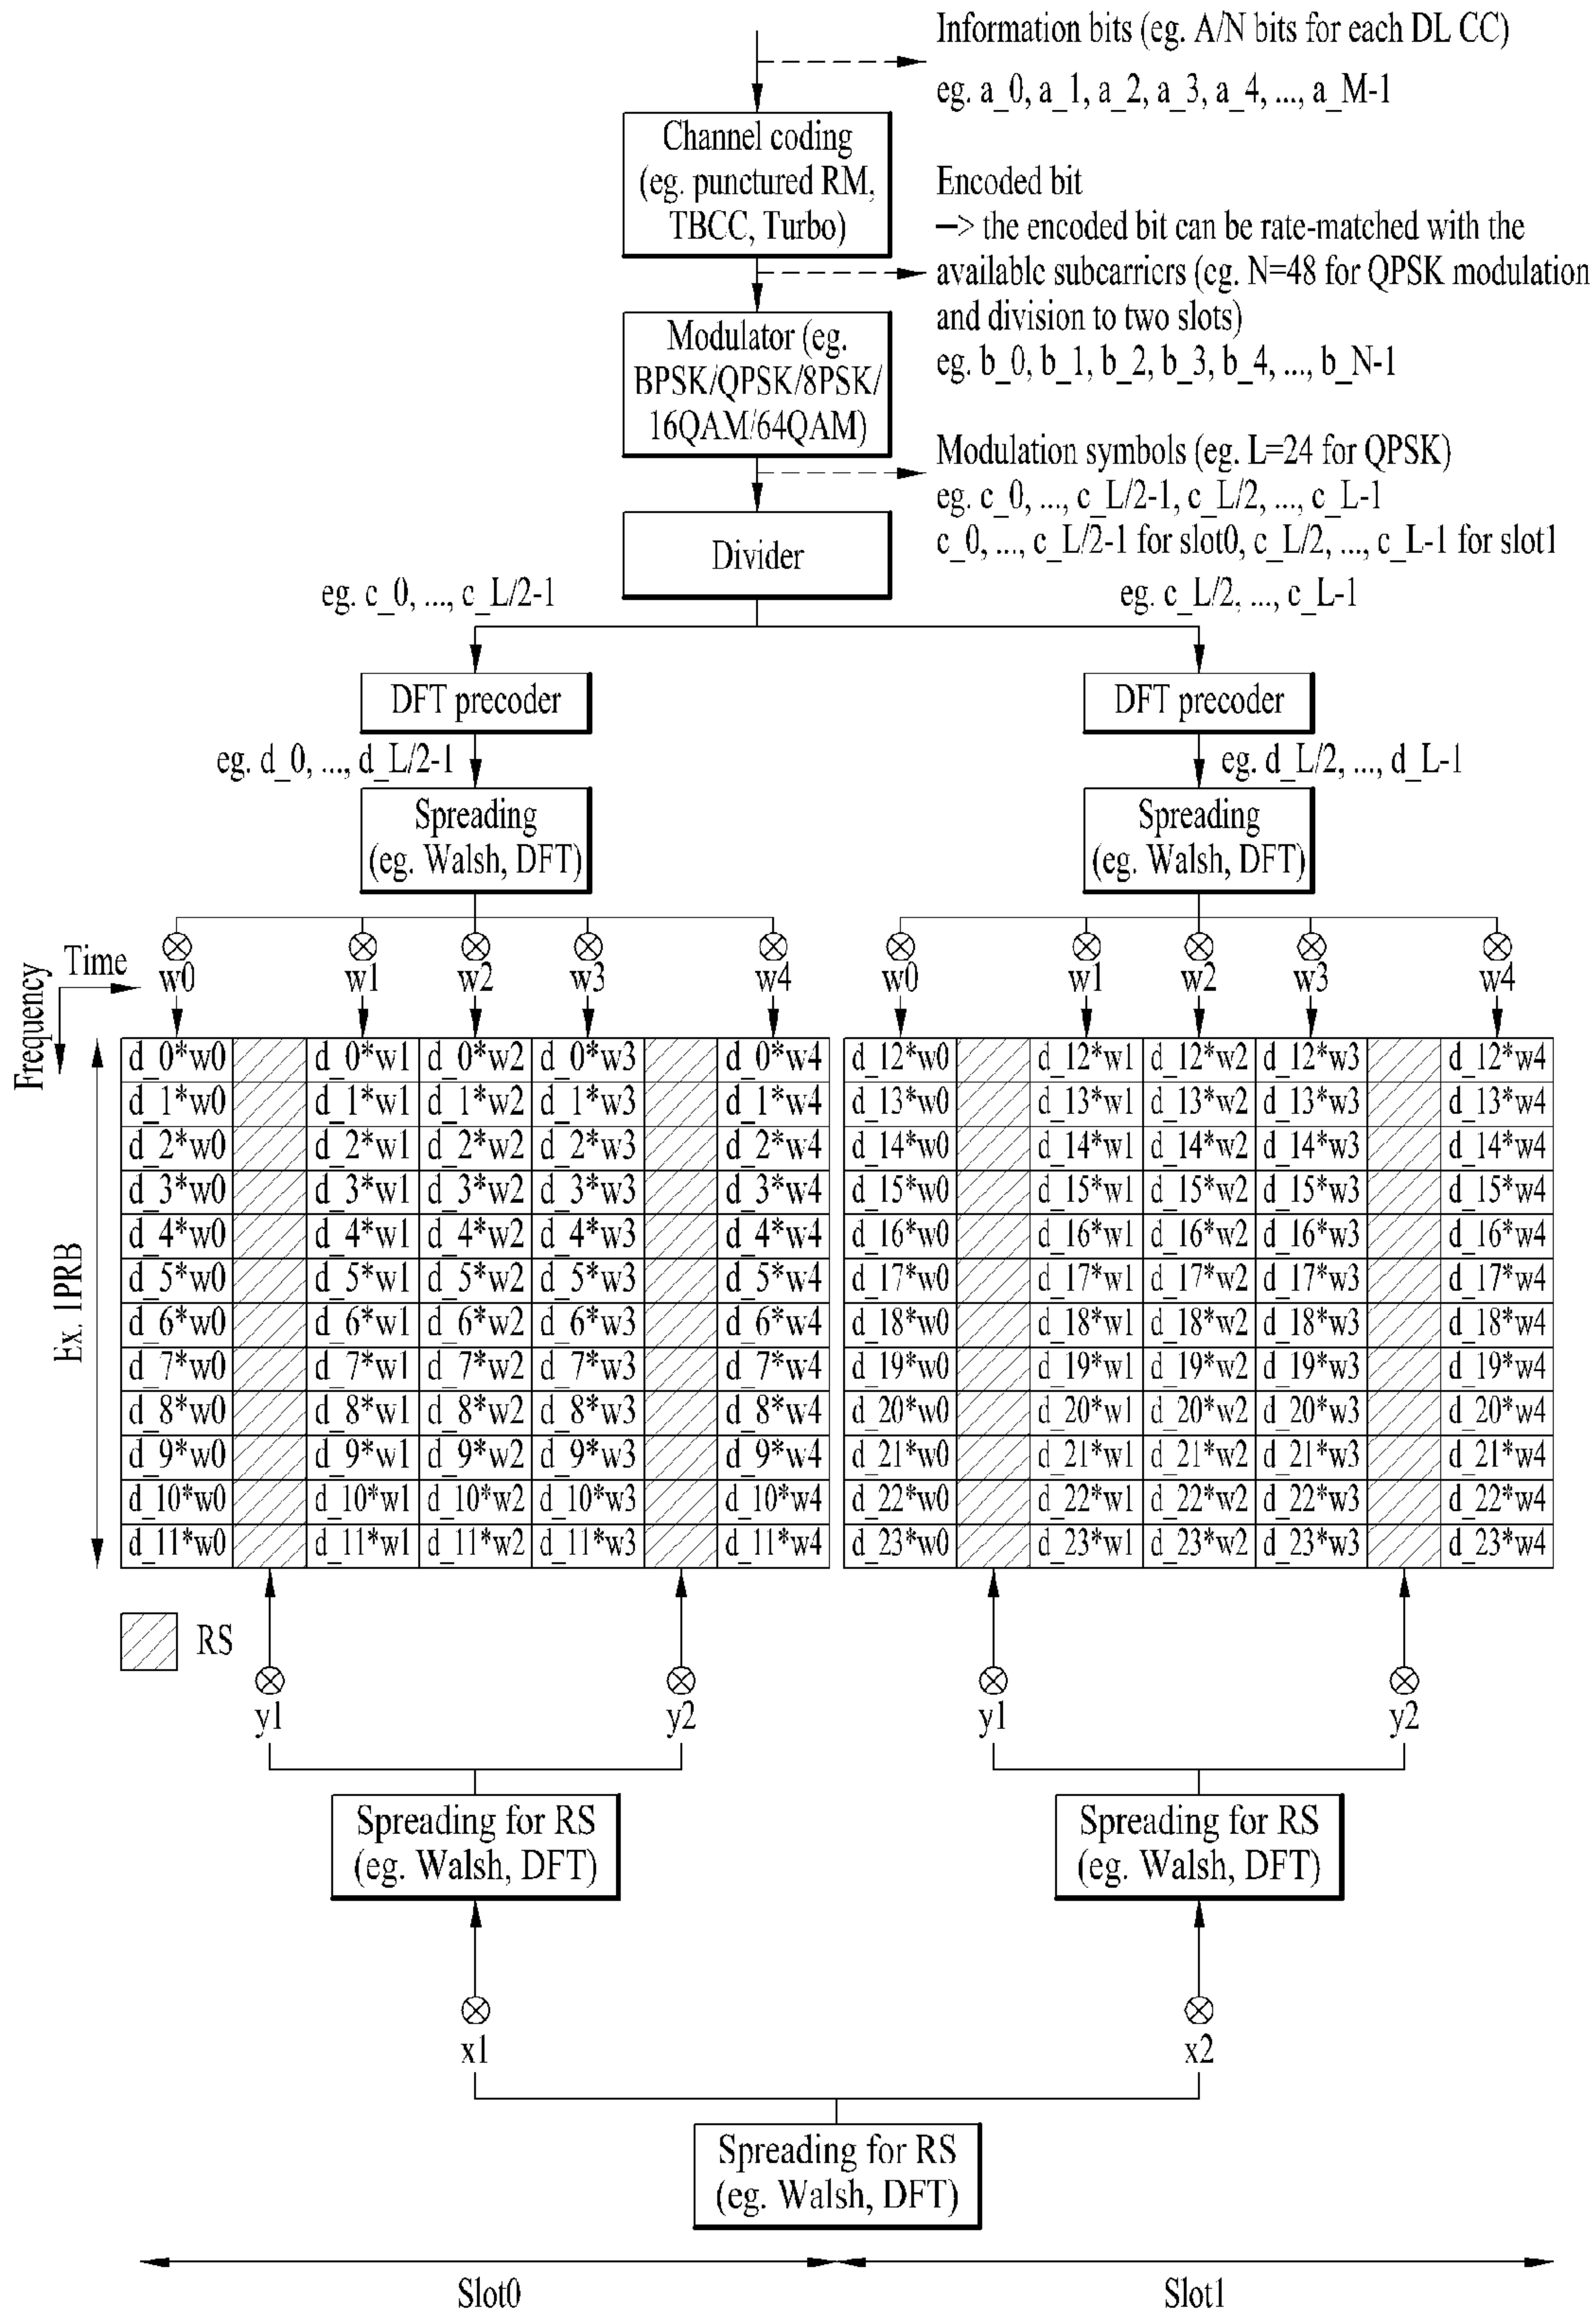 Information bits (eg. A/N bits for each DL CC)
eg. a_0, a_1, a_2, a_3, a_4, ..., a_M-1
Channel coding
(eg. punctured RM,
TBCC, Turbo)
Encoded bit
—> the encoded bit can be rate-matched with the
available subcarriers (eg. N=48 for QPSK modulation
and division to two slots)
eg. b_0, b_1, b_2, b_3, b_4, ..., b_N-1
Modulator (eg.
BPSK/QPSK/8PSK/
16QAM/64QAM)
Modulation symbols (eg. L=24 for QPSK)
eg. c_0, ..., c_L/2-1, c_L/2, ..., c_L-1
c_0, ..., c_L/2-1 for slot0, c_L/2, ..., c_L-1 for slot1
Divider
eg. c_0, ..., c_L/2-1 eg. c_L/2, ..., c_L-1
DFT precoder DFT precoder
eg. d_0, ..., d_L/2-1 eg. d_L/2, ..., d_L-1
Spreading Spreading
(eg. Walsh, DFT) (eg. Walsh, DFT)
Time
Frequency
w0 w1 w2 w3 w4 w0 w1 w2 w3 w4
d_0*w0 d_0*w1 d_0*w2 d_0*w3 d_0*w4 d_12*w0 d_12*w1 d_12*w2 d_12*w3 d_12*w4
d_1*w0 d_1*w1 d_1*w2 d_1*w3 d_1*w4 d_13*w0 d_13*w1 d_13*w2 d_13*w3 d_13*w4
d_2*w0 d_2*w1 d_2*w2 d_2*w3 d_2*w4 d_14*w0 d_14*w1 d_14*w2 d_14*w3 d_14*w4
d_3*w0 d_3*w1 d_3*w2 d_3*w3 d_3*w4 d_15*w0 d_15*w1 d_15*w2 d_15*w3 d_15*w4
d_4*w0 d_4*w1 d_4*w2 d_4*w3 d_4*w4 d_16*w0 d_16*w1 d_16*w2 d_16*w3 d_16*w4
d_5*w0 d_5*w1 d_5*w2 d_5*w3 d_5*w4 d_17*w0 d_17*w1 d_17*w2 d_17*w3 d_17*w4
d_6*w0 d_6*w1 d_6*w2 d_6*w3 d_6*w4 d_18*w0 d_18*w1 d_18*w2 d_18*w3 d_18*w4
d_7*w0 d_7*w1 d_7*w2 d_7*w3 d_7*w4 d_19*w0 d_19*w1 d_19*w2 d_19*w3 d_19*w4
d_8*w0 d_8*w1 d_8*w2 d_8*w3 d_8*w4 d_20*w0 d_20*w1 d_20*w2 d_20*w3 d_20*w4
d_9*w0 d_9*w1 d_9*w2 d_9*w3 d_9*w4 d_21*w0 d_21*w1 d_21*w2 d_21*w3 d_21*w4
d_10*w0 d_10*w1 d_10*w2 d_10*w3 d_10*w4 d_22*w0 d_22*w1 d_22*w2 d_22*w3 d_22*w4
d_11*w0 d_11*w1 d_11*w2 d_11*w3 d_11*w4 d_23*w0 d_23*w1 d_23*w2 d_23*w3 d_23*w4
Ex. 1PRB
RS
y1 y2 y1 y2
Spreading for RS Spreading for RS
(eg. Walsh, DFT) (eg. Walsh, DFT)
x1 x2
Spreading for RS
(eg. Walsh, DFT)
Slot0 Slot1